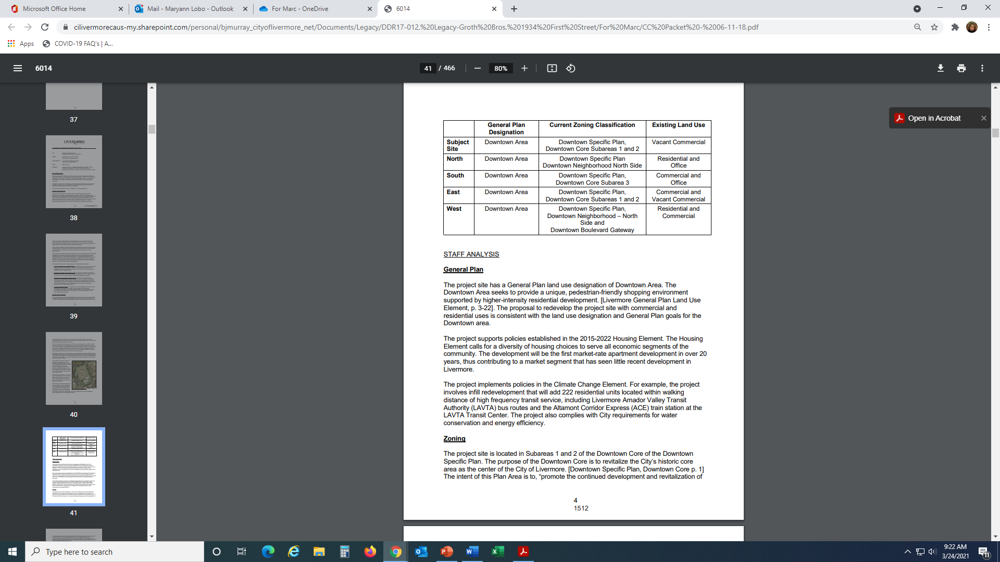 Microsoft Office Home
Mail - Maryann Lobo - Outlook
For Marc - OneDrive
6014
cilivermorecaus-my.sharepoint.com/personal/bjmurray_cityoflivermore_net/Documents/Legacy/DDR17-012,%20Legacy-Groth%20Bros,%201934%20First%20Street/For%20Marc/CC%20Packet%20-%2006-11-18.pdf
Apps
COVID-19 FAQ's | A...
6014
41 / 466
80%
Open in Acrobat
37
LIVERMORE
38
39
40
41
General Plan Designation
Current Zoning Classification
Existing Land Use
Subject Site
Downtown Area
Downtown Specific Plan,
Downtown Core Subareas 1 and 2
Vacant Commercial
North
Downtown Area
Downtown Specific Plan
Downtown Neighborhood North Side
Residential and
Office
South
Downtown Area
Downtown Specific Plan,
Downtown Core Subarea 3
Commercial and
Office
East
Downtown Area
Downtown Specific Plan,
Downtown Core Subareas 1 and 2
Commercial and
Vacant Commercial
West
Downtown Area
Downtown Specific Plan,
Downtown Neighborhood – North
Side and
Downtown Boulevard Gateway
Residential and
Commercial
STAFF ANALYSIS
General Plan
The project site has a General Plan land use designation of Downtown Area. The
Downtown Area seeks to provide a unique, pedestrian-friendly shopping environment
supported by higher-intensity residential development. [Livermore General Plan Land Use
Element, p. 3-22]. The proposal to redevelop the project site with commercial and
residential uses is consistent with the land use designation and General Plan goals for the
Downtown area.
The project supports policies established in the 2015-2022 Housing Element. The Housing
Element calls for a diversity of housing choices to serve all economic segments of the
community. The development will be the first market-rate apartment development in over 20
years, thus contributing to a market segment that has seen little recent development in
Livermore.
The project implements policies in the Climate Change Element. For example, the project
involves infill redevelopment that will add 222 residential units located within walking
distance of high frequency transit service, including Livermore Amador Valley Transit
Authority (LAVTA) bus routes and the Altamont Corridor Express (ACE) train station at the
LAVTA Transit Center. The project also complies with City requirements for water
conservation and energy efficiency.
Zoning
The project site is located in Subareas 1 and 2 of the Downtown Core of the Downtown
Specific Plan. The purpose of the Downtown Core is to revitalize the City's historic core
area as the center of the City of Livermore. [Downtown Specific Plan, Downtown Core p. 1]
The intent of this Plan Area is to, “promote the continued development and revitalization of
4
1512
Type here to search
9:22 AM
3/24/2021
11